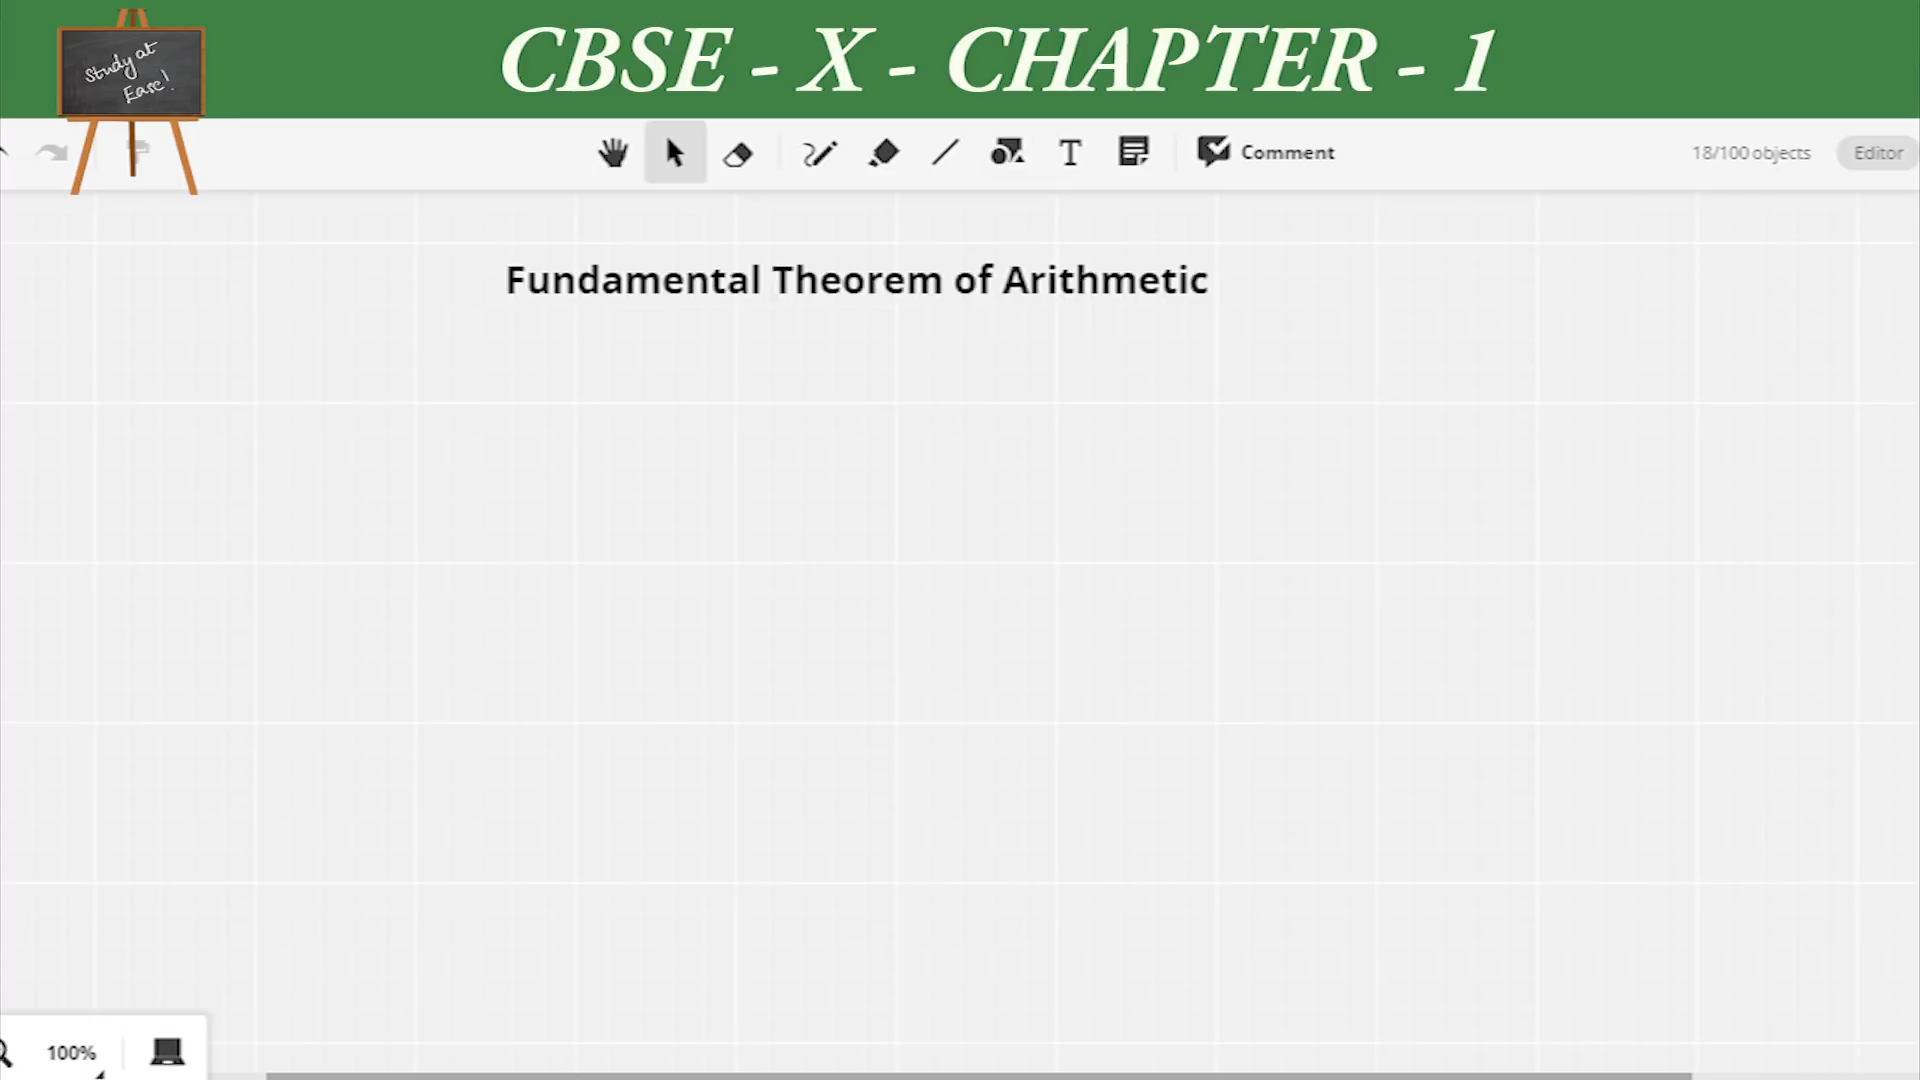 Study at
Ease!
CBSE - X - CHAPTER - 1
T
Comment
18/100 objects
Editor
Fundamental Theorem of Arithmetic
100%